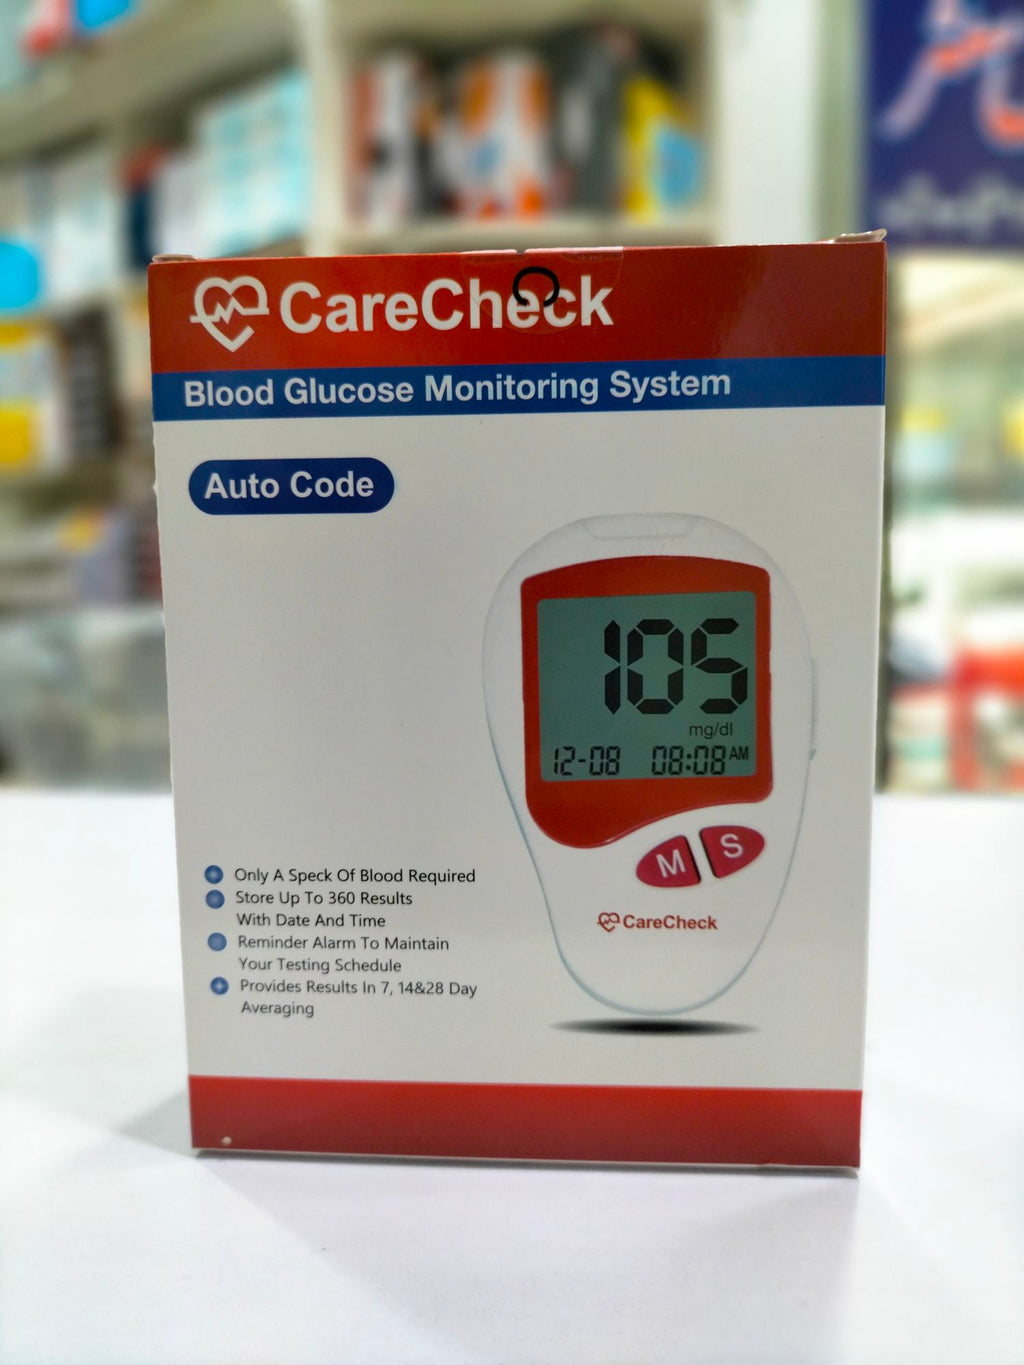 CareCheck
Blood Glucose Monitoring System
Auto Code
105
mg/dl
12-08 08:08 AM
M S
CareCheck
Only A Speck Of Blood Required
Store Up To 360 Results
With Date And Time
Reminder Alarm To Maintain
Your Testing Schedule
Provides Results In 7, 14&28 Day
Averaging